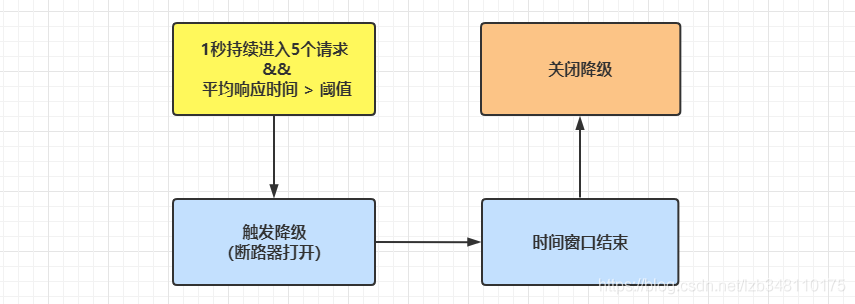 1秒持续进入5个请求
&&
平均响应时间 > 阈值
关闭降级
触发降级
(断路器打开)
时间窗口结束
https://blog.csdn.net/lzb348110175